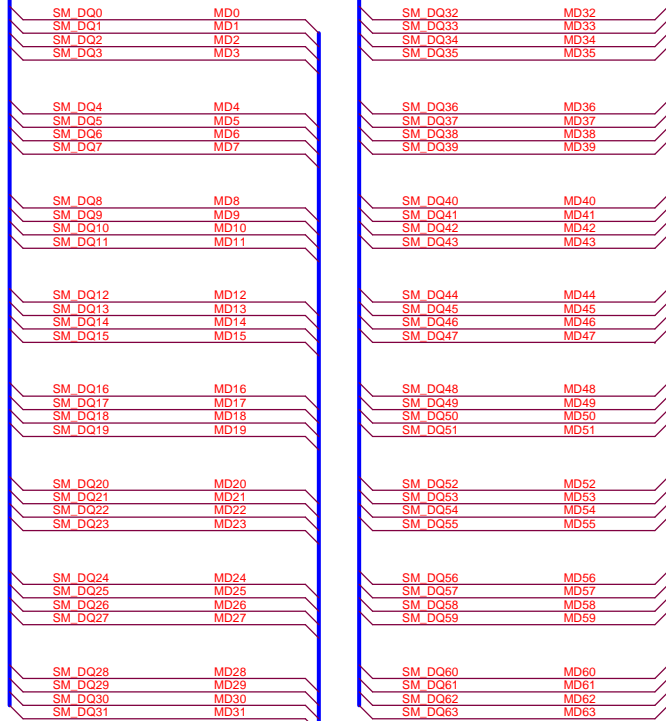 SM_DQ0 MD0
SM_DQ1 MD1
SM_DQ2 MD2
SM_DQ3 MD3
SM_DQ4 MD4
SM_DQ5 MD5
SM_DQ6 MD6
SM_DQ7 MD7
SM_DQ8 MD8
SM_DQ9 MD9
SM_DQ10 MD10
SM_DQ11 MD11
SM_DQ12 MD12
SM_DQ13 MD13
SM_DQ14 MD14
SM_DQ15 MD15
SM_DQ16 MD16
SM_DQ17 MD17
SM_DQ18 MD18
SM_DQ19 MD19
SM_DQ20 MD20
SM_DQ21 MD21
SM_DQ22 MD22
SM_DQ23 MD23
SM_DQ24 MD24
SM_DQ25 MD25
SM_DQ26 MD26
SM_DQ27 MD27
SM_DQ28 MD28
SM_DQ29 MD29
SM_DQ30 MD30
SM_DQ31 MD31
SM_DQ32 MD32
SM_DQ33 MD33
SM_DQ34 MD34
SM_DQ35 MD35
SM_DQ36 MD36
SM_DQ37 MD37
SM_DQ38 MD38
SM_DQ39 MD39
SM_DQ40 MD40
SM_DQ41 MD41
SM_DQ42 MD42
SM_DQ43 MD43
SM_DQ44 MD44
SM_DQ45 MD45
SM_DQ46 MD46
SM_DQ47 MD47
SM_DQ48 MD48
SM_DQ49 MD49
SM_DQ50 MD50
SM_DQ51 MD51
SM_DQ52 MD52
SM_DQ53 MD53
SM_DQ54 MD54
SM_DQ55 MD55
SM_DQ56 MD56
SM_DQ57 MD57
SM_DQ58 MD58
SM_DQ59 MD59
SM_DQ60 MD60
SM_DQ61 MD61
SM_DQ62 MD62
SM_DQ63 MD63